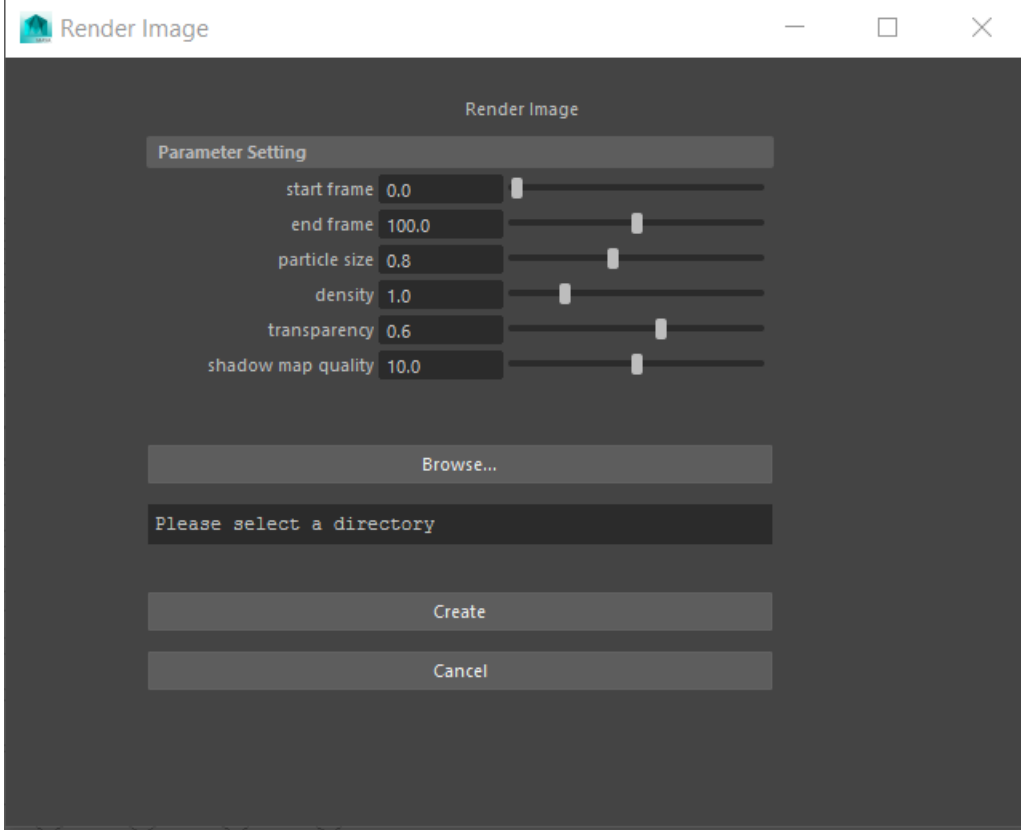 Render Image
Render Image
Parameter Setting
start frame 0.0
end frame 100.0
particle size 0.8
density 1.0
transparency 0.6
shadow map quality 10.0
Browse...
Please select a directory
Create
Cancel